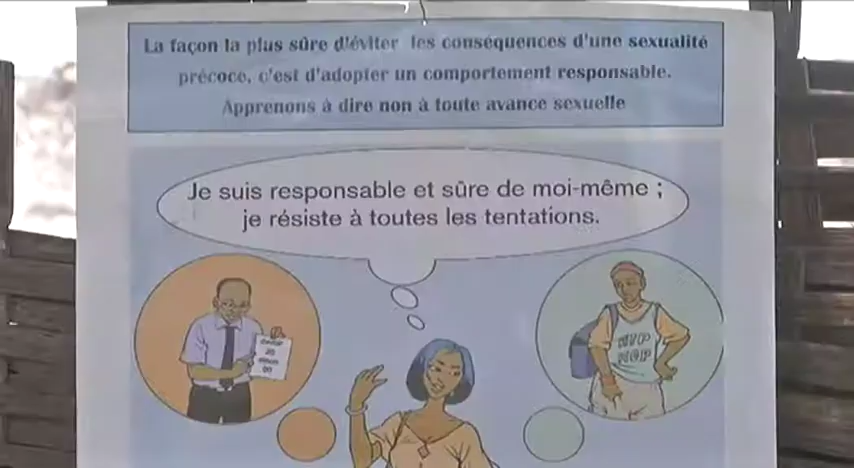 La façon la plus sûre d'éviter les conséquences d'une sexualité
précoce, c'est d'adopter un comportement responsable.
Apprenons à dire non à toute avance sexuelle
Je suis responsable et sûre de moi-même ;
je résiste à toutes les tentations.
HIP
HOP